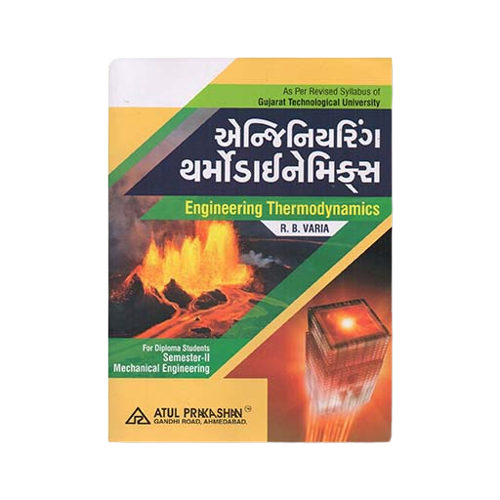 As Per Revised Syllabus of
Gujarat Technological University
એન્જિનિયરિંગ
થર્મોડાઈનેમિક્સ
Engineering Thermodynamics
R. B. VARIA
For Diploma Students
Semester-II
Mechanical Engineering
ATUL PRAKASHAN
GANDHI ROAD, AHMEDABAD.